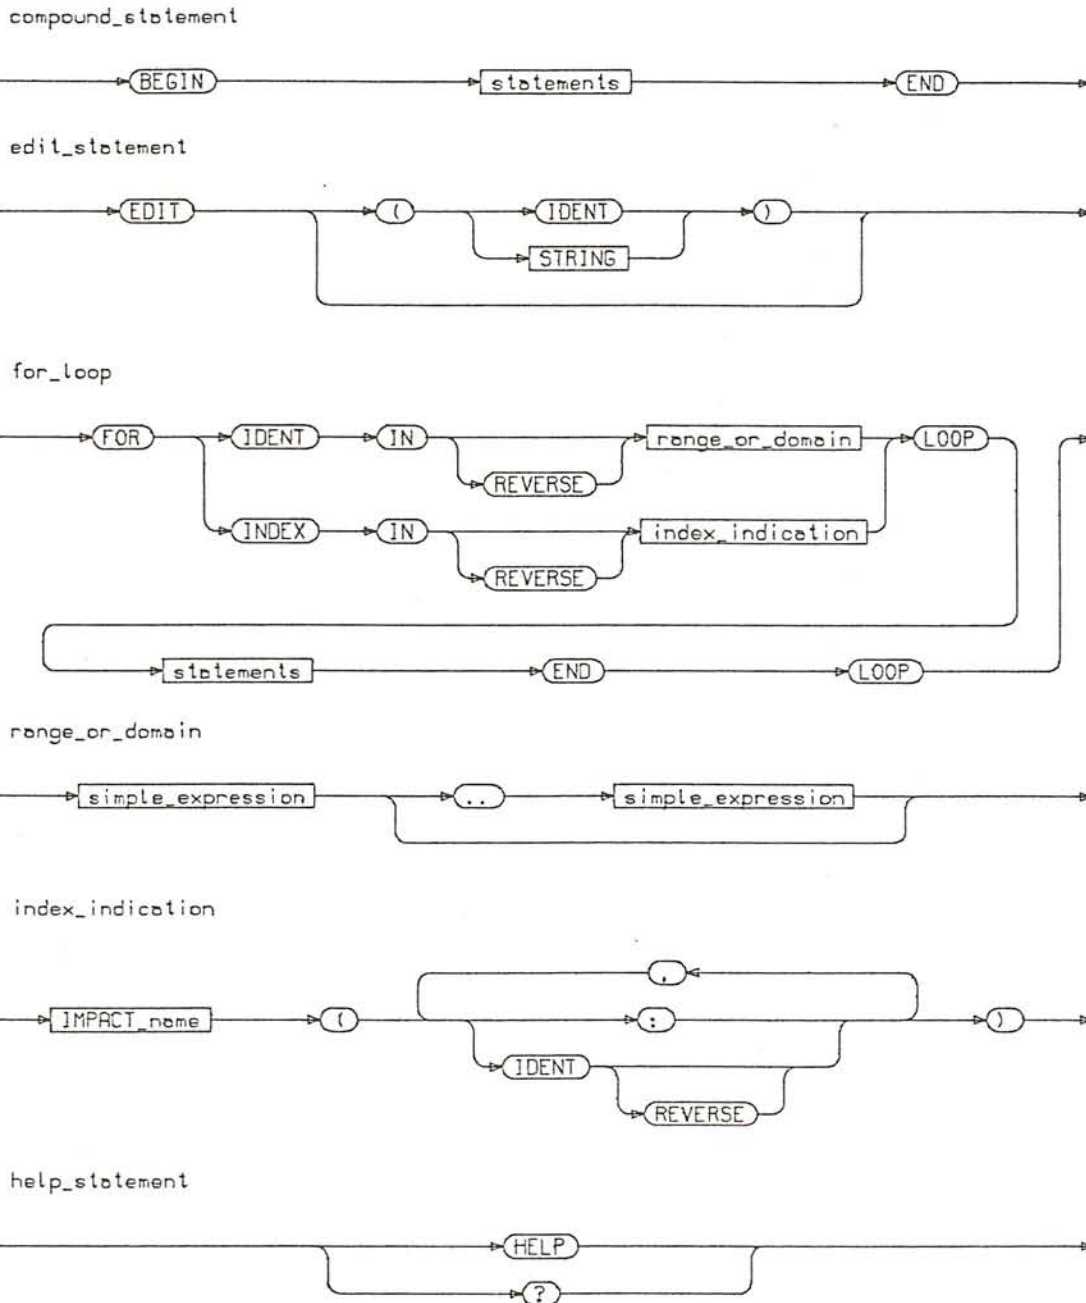 compound_statement
BEGIN statements END
edit_statement
EDIT ( IDENT )
STRING
for_loop
FOR IDENT IN range_or_domain LOOP
REVERSE
INDEX IN index_indication
REVERSE
statements END LOOP
range_or_domain
simple_expression .. simple_expression
index_indication
,
IMPACT_name ( : )
IDENT
REVERSE
help_statement
HELP
?